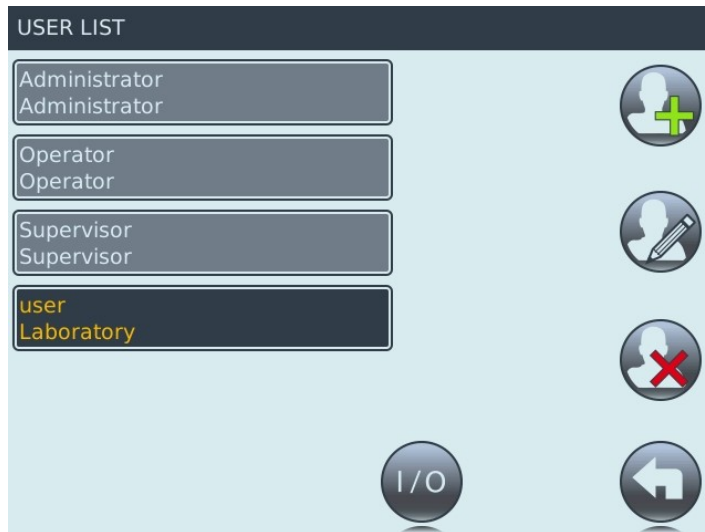 USER LIST
Administrator
Administrator
Operator
Operator
Supervisor
Supervisor
user
Laboratory
I/O